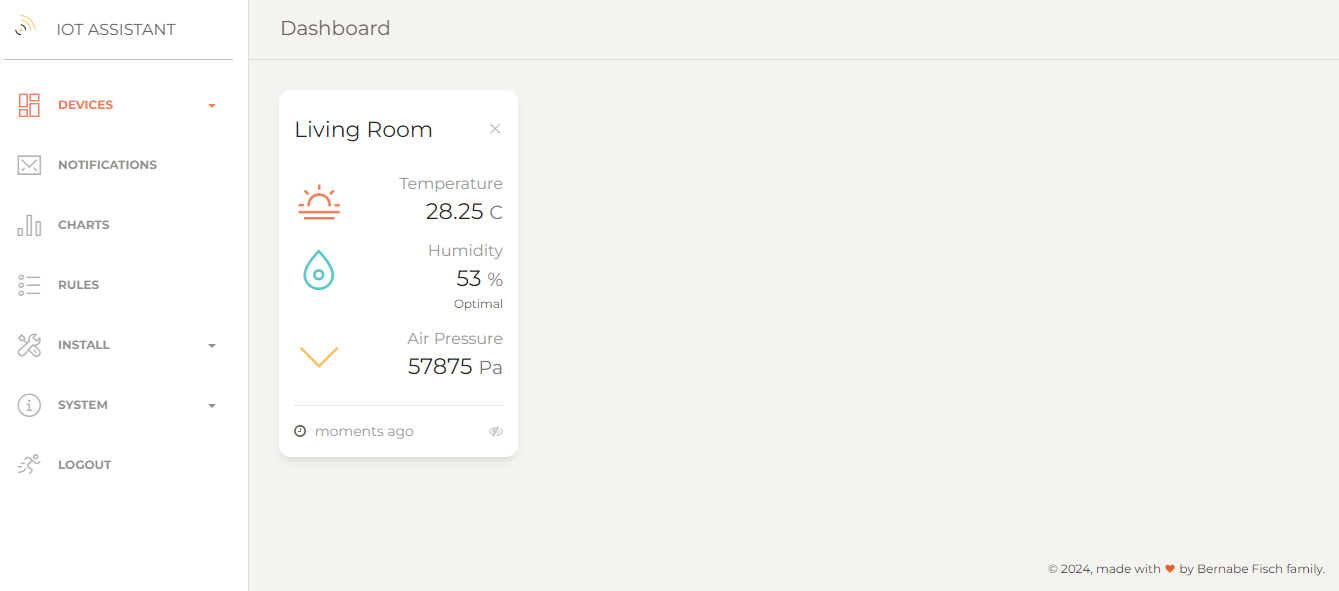 IOT ASSISTANT
Dashboard
DEVICES
NOTIFICATIONS
CHARTS
RULES
INSTALL
SYSTEM
LOGOUT
Living Room
Temperature
28.25 C
Humidity
53 %
Optimal
Air Pressure
57875 Pa
moments ago
© 2024, made with ❤ by Bernabe Fisch family.